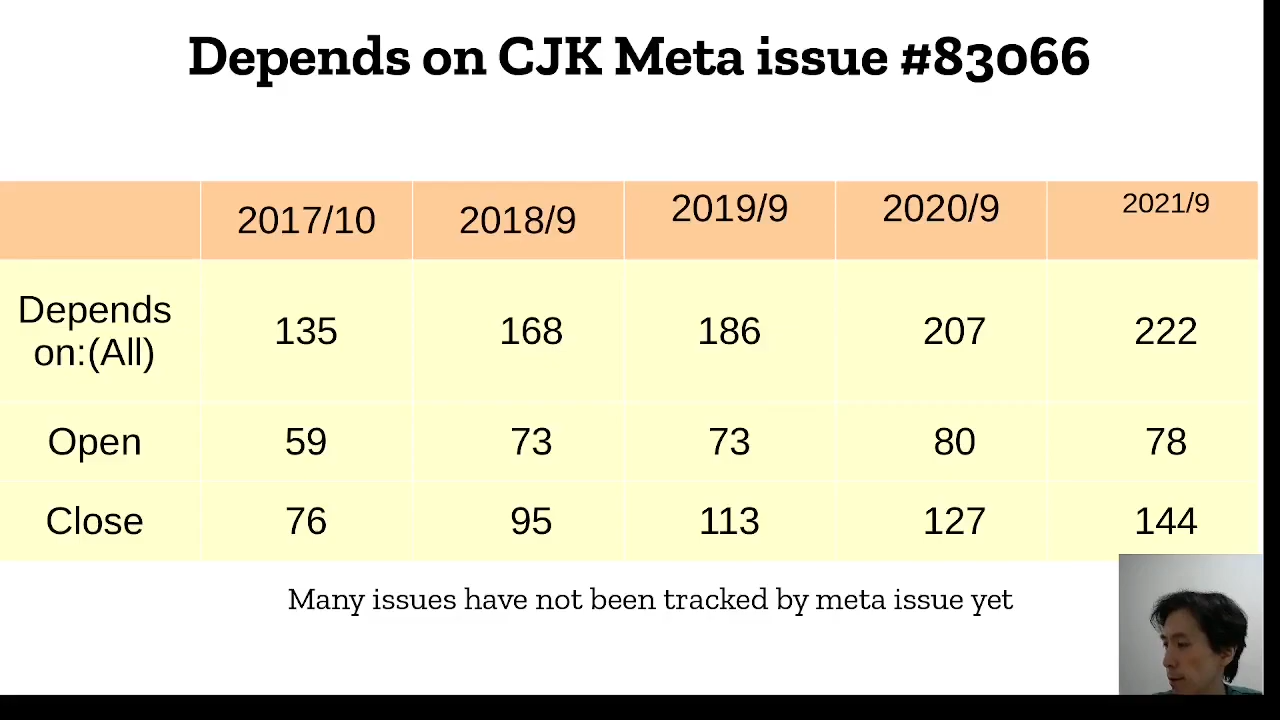 Depends on CJK Meta issue #83066
2017/10 2018/9 2019/9 2020/9 2021/9
Depends
on:(All) 135 168 186 207 222
Open 59 73 73 80 78
Close 76 95 113 127 144
Many issues have not been tracked by meta issue yet